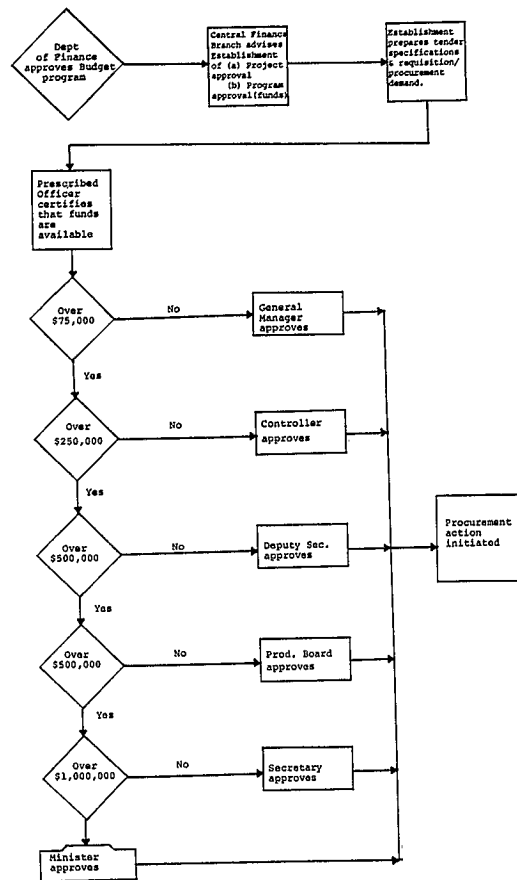 Dept
of Finance
approves Budget
program
Central Finance
Branch advises
Establishment
of (a) Project
approval
(b) Program
approval(funds)
Establishment
prepares tender
specifications
& requisition/
procurement
demand.
Prescribed
Officer
certifies
that funds
are
available
Over
$75,000
No
General
Manager
approves
Yes
Over
$250,000
No
Controller
approves
Yes
Over
$500,000
No
Deputy Sec.
approves
Procurement
action
initiated
Yes
Over
$500,000
No
Prod. Board
approves
Yes
Over
$1,000,000
No
Secretary
approves
Minister
approves